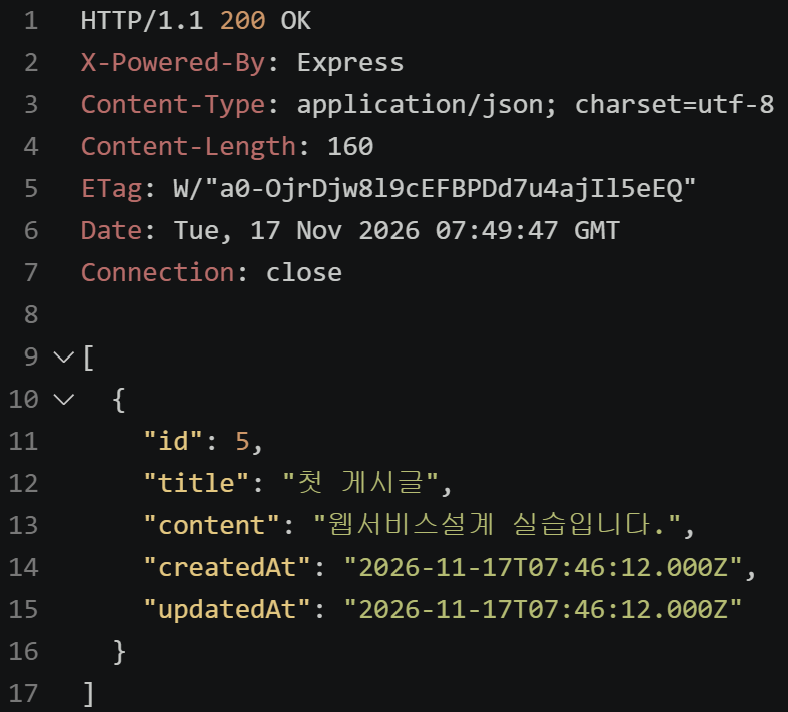 1 HTTP/1.1 200 OK
2 X-Powered-By: Express
3 Content-Type: application/json; charset=utf-8
4 Content-Length: 160
5 ETag: W/"a0-OjrDjw8l9cEFBPDd7u4ajIl5eEQ"
6 Date: Tue, 17 Nov 2026 07:49:47 GMT
7 Connection: close
8
9 [
10 {
11 "id": 5,
12 "title": "첫 게시글",
13 "content": "웹서비스설계 실습입니다.",
14 "createdAt": "2026-11-17T07:46:12.000Z",
15 "updatedAt": "2026-11-17T07:46:12.000Z"
16 }
17 ]